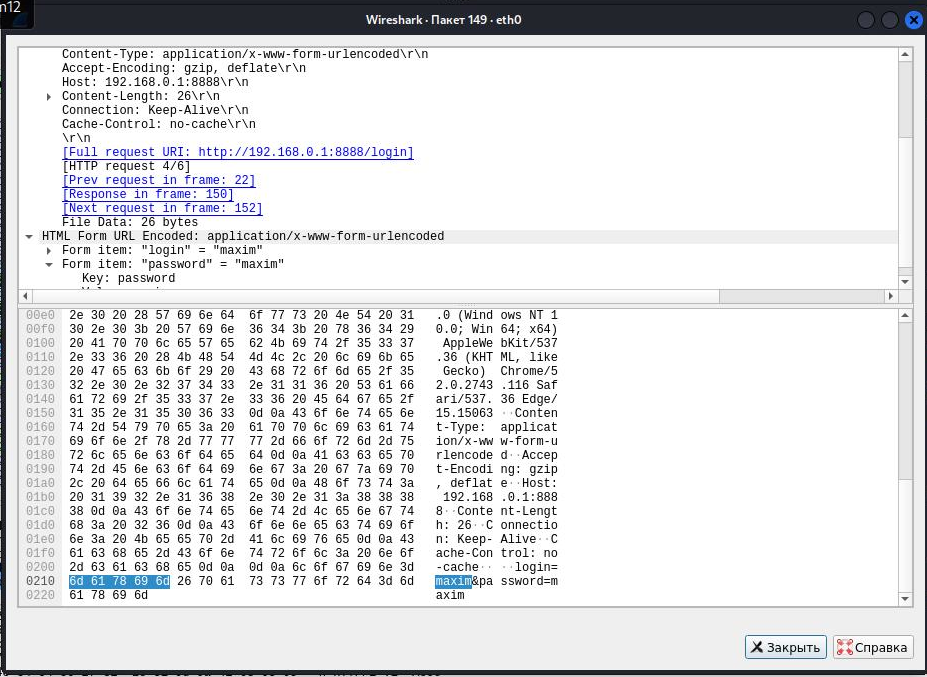 m12
Wireshark · Пакет 149 · eth0
Content-Type: application/x-www-form-urlencoded\r\n
Accept-Encoding: gzip, deflate\r\n
Host: 192.168.0.1:8888\r\n
Content-Length: 26\r\n
Connection: Keep-Alive\r\n
Cache-Control: no-cache\r\n
\r\n
[Full request URI: http://192.168.0.1:8888/login]
[HTTP request 4/6]
[Prev request in frame: 22]
[Response in frame: 150]
[Next request in frame: 152]
File Data: 26 bytes
HTML Form URL Encoded: application/x-www-form-urlencoded
Form item: "login" = "maxim"
Form item: "password" = "maxim"
Key: password
00e0 2e 30 20 28 57 69 6e 64 6f 77 73 20 4e 54 20 31 .0 (Wind ows NT 1
00f0 30 2e 30 3b 20 57 69 6e 36 34 3b 20 78 36 34 29 0.0; Win 64; x64)
0100 20 41 70 70 6c 65 57 65 62 4b 69 74 2f 35 33 37 AppleWe bKit/537
0110 2e 33 36 20 28 4b 48 54 4d 4c 2c 20 6c 69 6b 65 .36 (KHT ML, like
0120 20 47 65 63 6b 6f 29 20 43 68 72 6f 6d 65 2f 35 Gecko) Chrome/5
0130 32 2e 30 2e 32 37 34 33 2e 31 31 36 20 53 61 66 2.0.2743 .116 Saf
0140 61 72 69 2f 35 33 37 2e 33 36 20 45 64 67 65 2f ari/537. 36 Edge/
0150 31 35 2e 31 35 30 36 33 0d 0a 43 6f 6e 74 65 6e 15.15063 ··Conten
0160 74 2d 54 79 70 65 3a 20 61 70 70 6c 69 63 61 74 t-Type: applicat
0170 69 6f 6e 2f 78 2d 77 77 77 2d 66 6f 72 6d 2d 75 ion/x-ww w-form-u
0180 72 6c 65 6e 63 6f 64 65 64 0d 0a 41 63 63 65 70 rlencode d··Accep
0190 74 2d 45 6e 63 6f 64 69 6e 67 3a 20 67 7a 69 70 t-Encodi ng: gzip
01a0 2c 20 64 65 66 6c 61 74 65 0d 0a 48 6f 73 74 3a , deflat e··Host:
01b0 20 31 39 32 2e 31 36 38 2e 30 2e 31 3a 38 38 38 192.168 .0.1:888
01c0 38 0d 0a 43 6f 6e 74 65 6e 74 2d 4c 65 6e 67 74 8··Conte nt-Lengt
01d0 68 3a 20 32 36 0d 0a 43 6f 6e 6e 65 63 74 69 6f h: 26··C onnectio
01e0 6e 3a 20 4b 65 65 70 2d 41 6c 69 76 65 0d 0a 43 n: Keep- Alive··C
01f0 61 63 68 65 2d 43 6f 6e 74 72 6f 6c 3a 20 6e 6f ache-Con trol: no
0200 2d 63 61 63 68 65 0d 0a 0d 0a 6c 6f 67 69 6e 3d -cache·· ··login=
0210 6d 61 78 69 6d 26 70 61 73 73 77 6f 72 64 3d 6d maxim&pa ssword=m
0220 61 78 69 6d axim
Закрыть
Справка